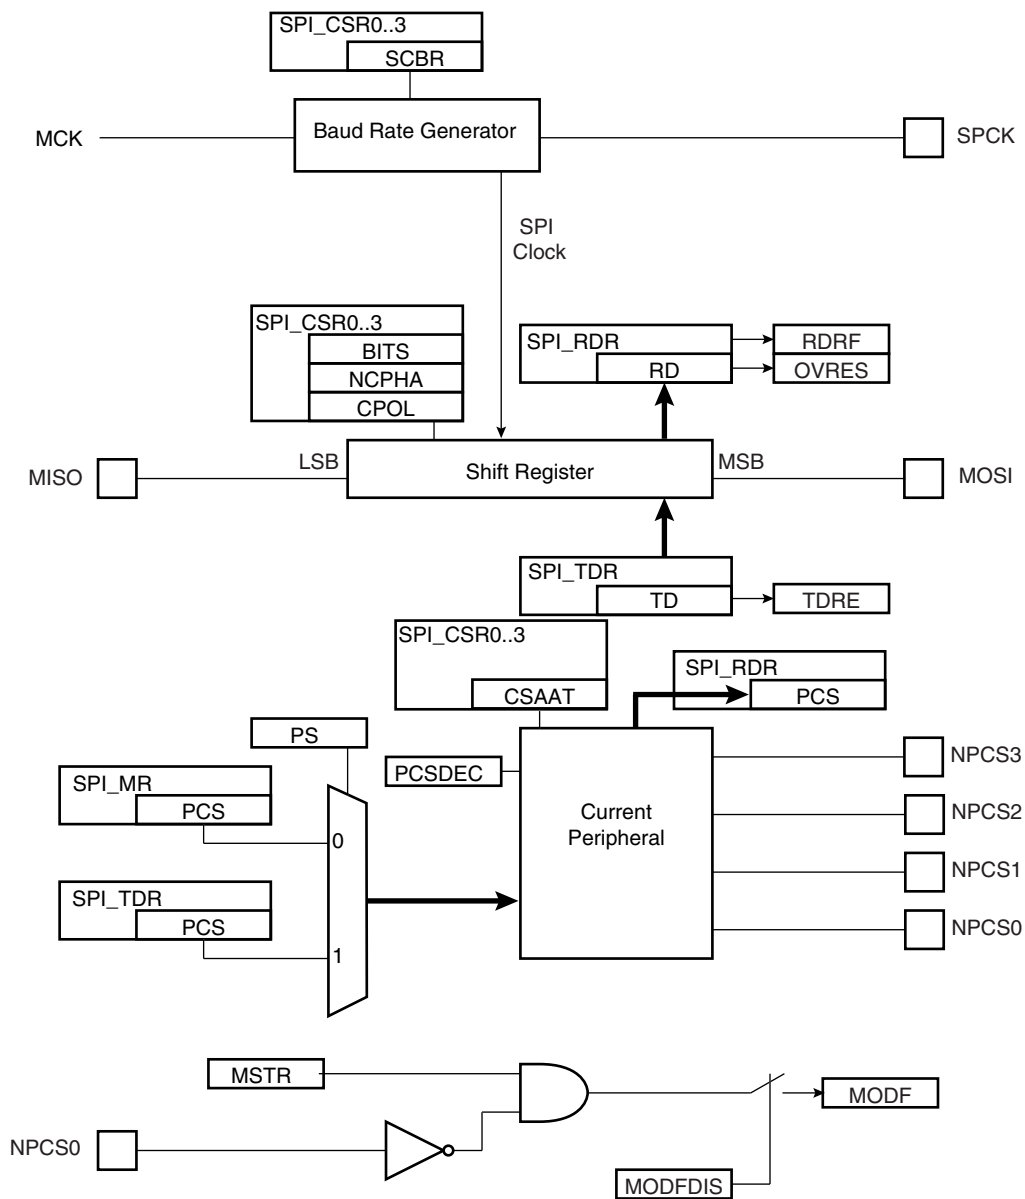 SPI_CSR0..3
SCBR
MCK
Baud Rate Generator
SPCK
SPI
Clock
SPI_CSR0..3
BITS
NCPHA
CPOL
SPI_RDR
RD
RDRF
OVRES
MISO
LSB
Shift Register
MSB
MOSI
SPI_TDR
TD
TDRE
SPI_CSR0..3
CSAAT
SPI_RDR
PCS
PS
PCSDEC
SPI_MR
PCS
0
Current
Peripheral
NPCS3
NPCS2
NPCS1
NPCS0
SPI_TDR
PCS
1
MSTR
MODF
NPCS0
MODFDIS